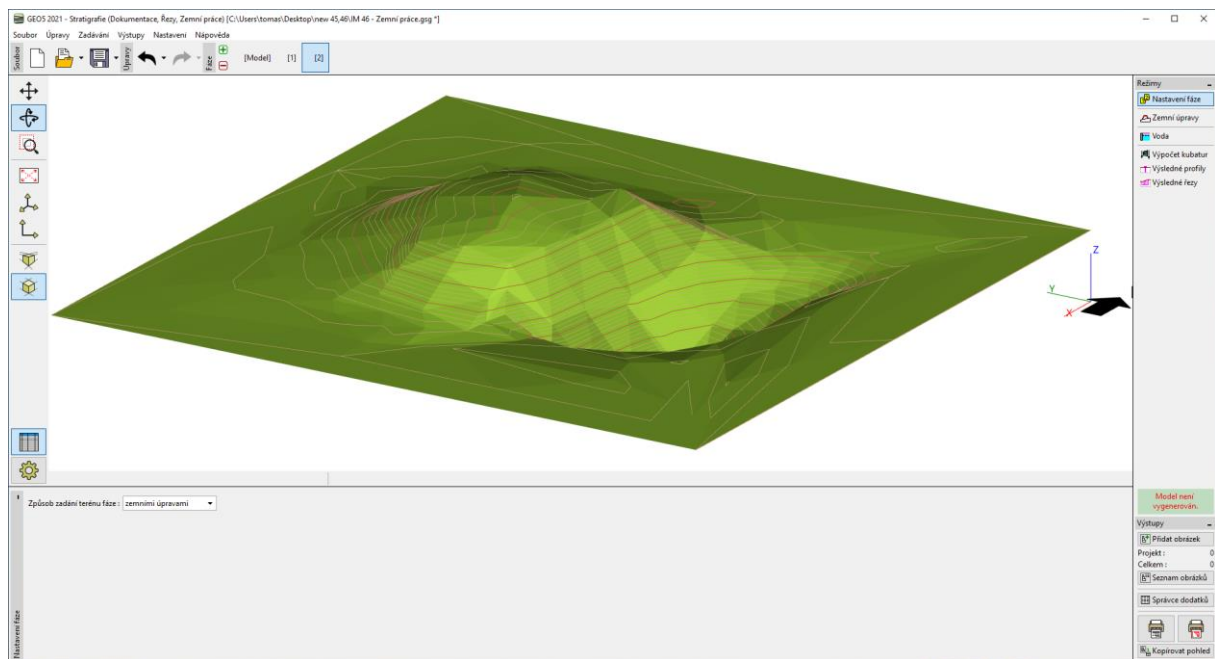 GEO5 2021 - Stratigrafie (Dokumentace, Řezy, Zemní práce) [C:\Users\tomas\Desktop\new 45,46\IM 46 - Zemní práce.gsg *]
Soubor Úpravy Zadávání Výstupy Nastavení Nápověda
Soubor
Úpravy
Fáze
[Model] [1] [2]
Režimy
Nastavení fáze
Zemní úpravy
Voda
Výpočet kubatur
Výsledné profily
Výsledné řezy
Z
Y
X
Způsob zadání terénu fáze : zemními úpravami
Nastavení fáze
Model není
vygenerován.
Výstupy
Přidat obrázek
Projekt : 0
Celkem : 0
Seznam obrázků
Správce dodatků
Kopírovat pohled